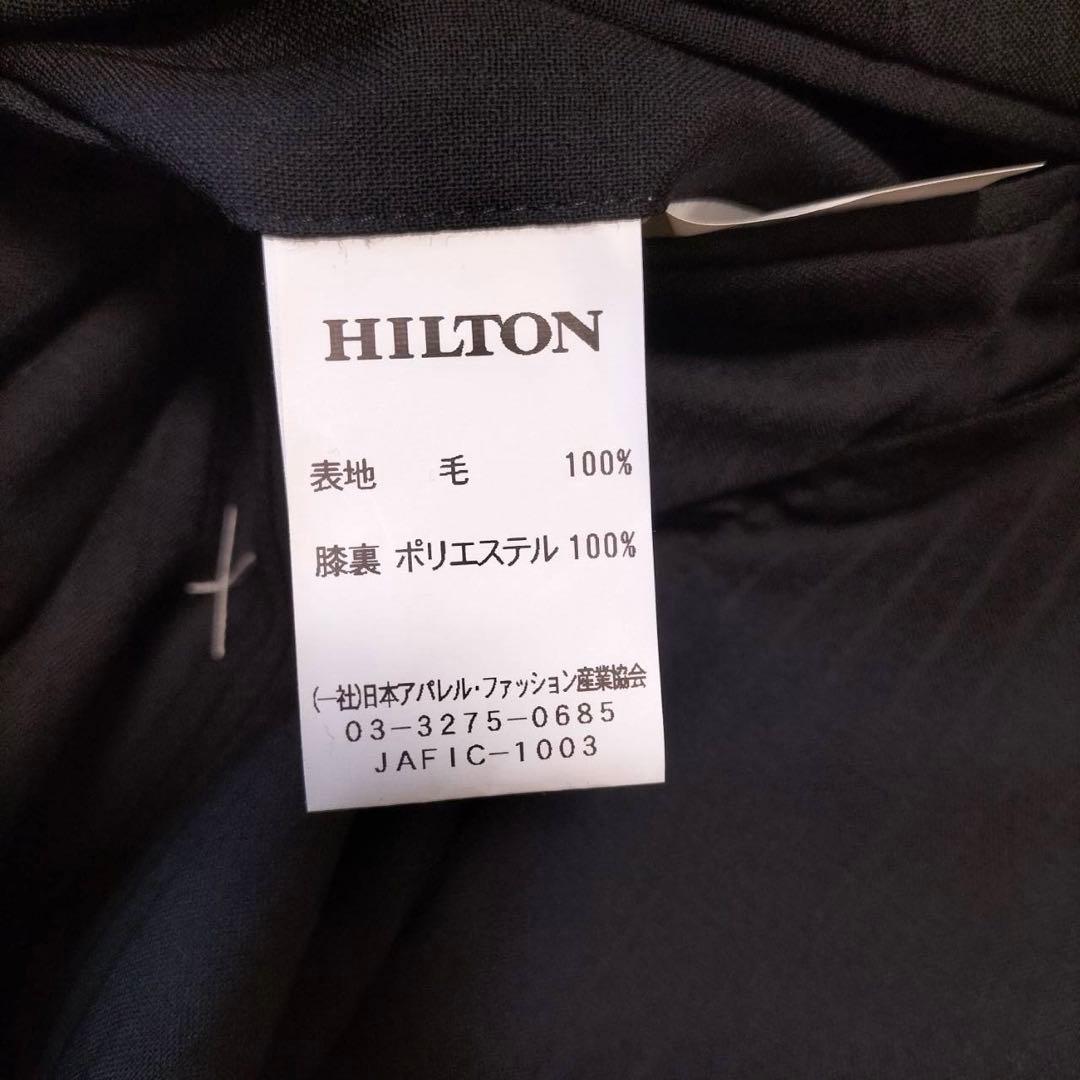 HILTON
表地 毛 100%
膝裏 ポリエステル 100%
(一社)日本アパレル・ファッション産業協会
03-3275-0685
JAFIC-1003